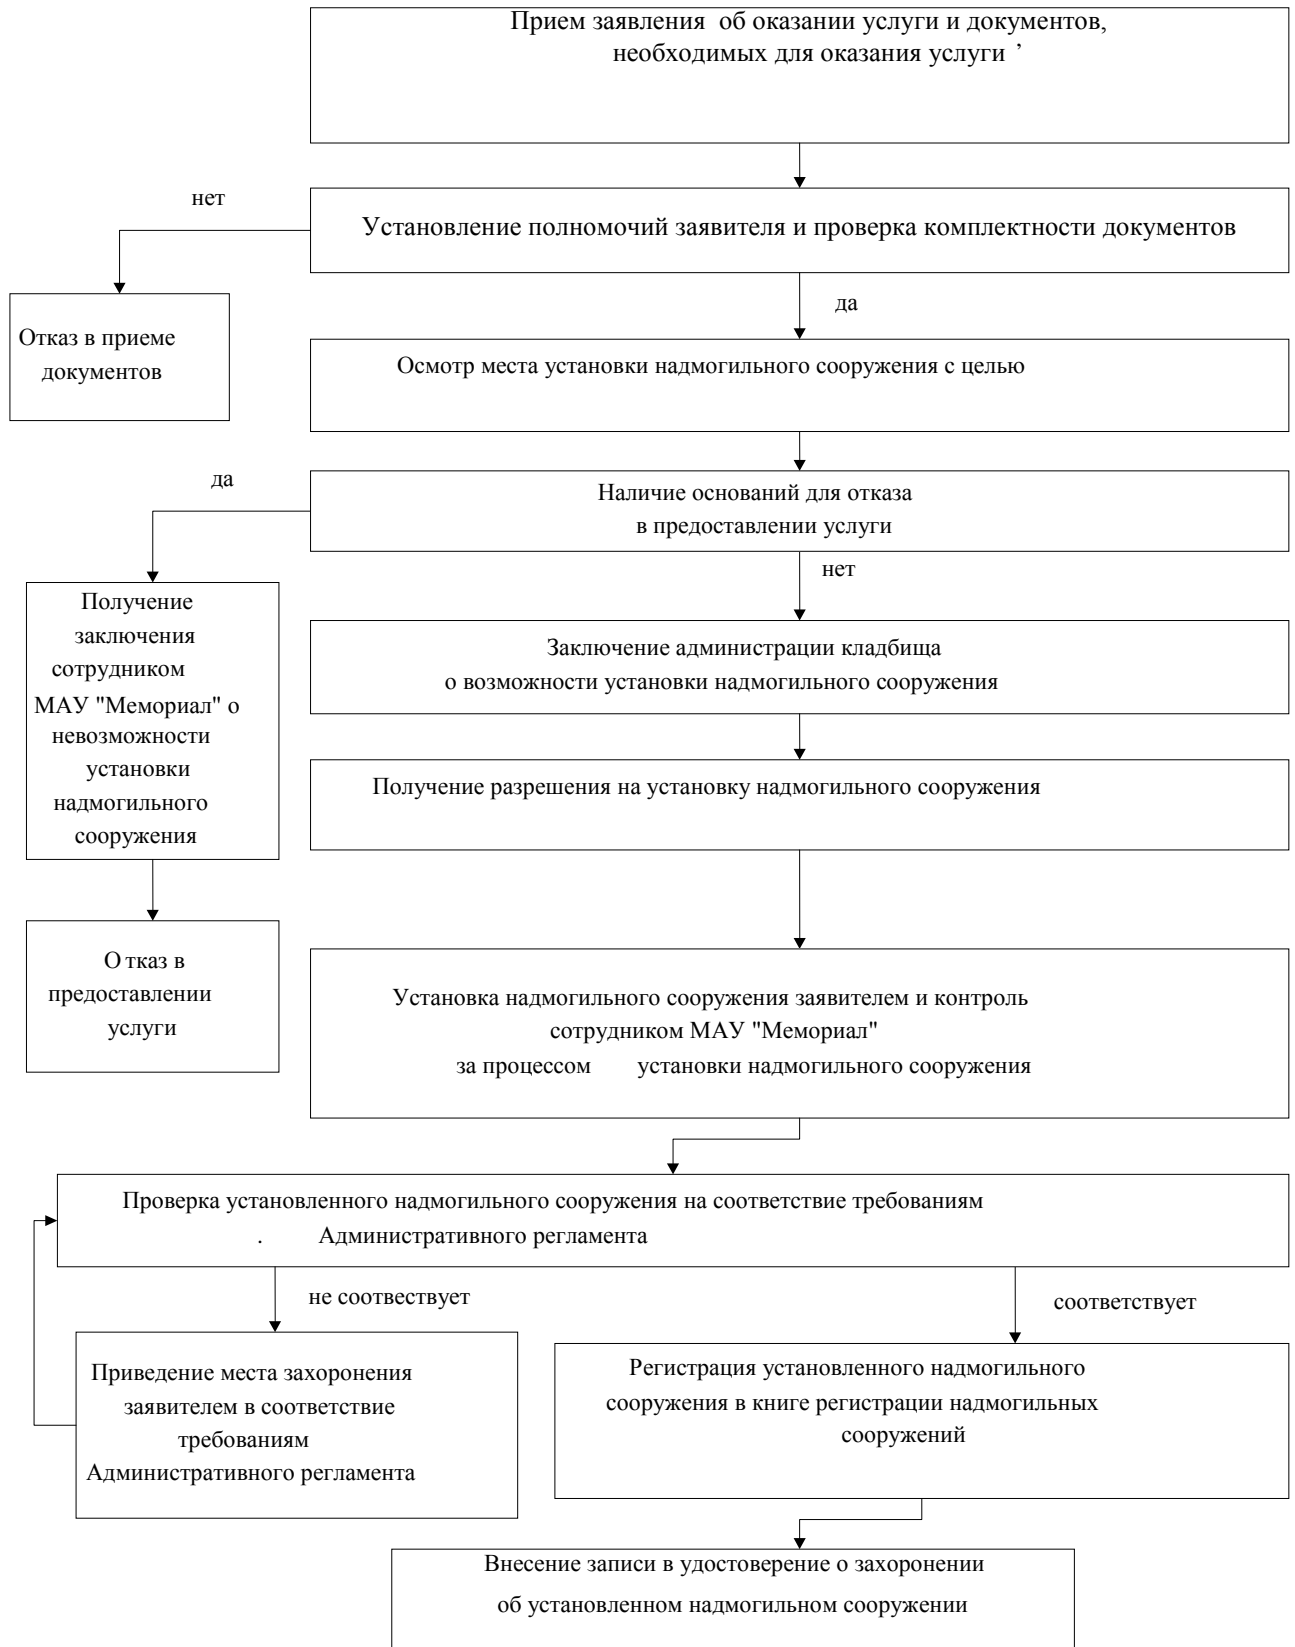 Прием заявления об оказании услуги и документов,
необходимых для оказания услуги ’
нет
Установление полномочий заявителя и проверка комплектности документов
да
Отказ в приеме
документов
Осмотр места установки надмогильного сооружения с целью
да
Наличие оснований для отказа
в предоставлении услуги
нет
Получение
заключения
сотрудником
МАУ "Мемориал" о
невозможности
установки
надмогильного
сооружения
Заключение администрации кладбища
о возможности установки надмогильного сооружения
Получение разрешения на установку надмогильного сооружения
О тказ в
предоставлении
услуги
Установка надмогильного сооружения заявителем и контроль
сотрудником МАУ "Мемориал"
за процессом установки надмогильного сооружения
Проверка установленного надмогильного сооружения на соответствие требованиям
. Административного регламента
не соотвествует
соответствует
Приведение места захоронения
заявителем в соответствие
требованиям
Административного регламента
Регистрация установленного надмогильного
сооружения в книге регистрации надмогильных
сооружений
Внесение записи в удостоверение о захоронении
об установленном надмогильном сооружении